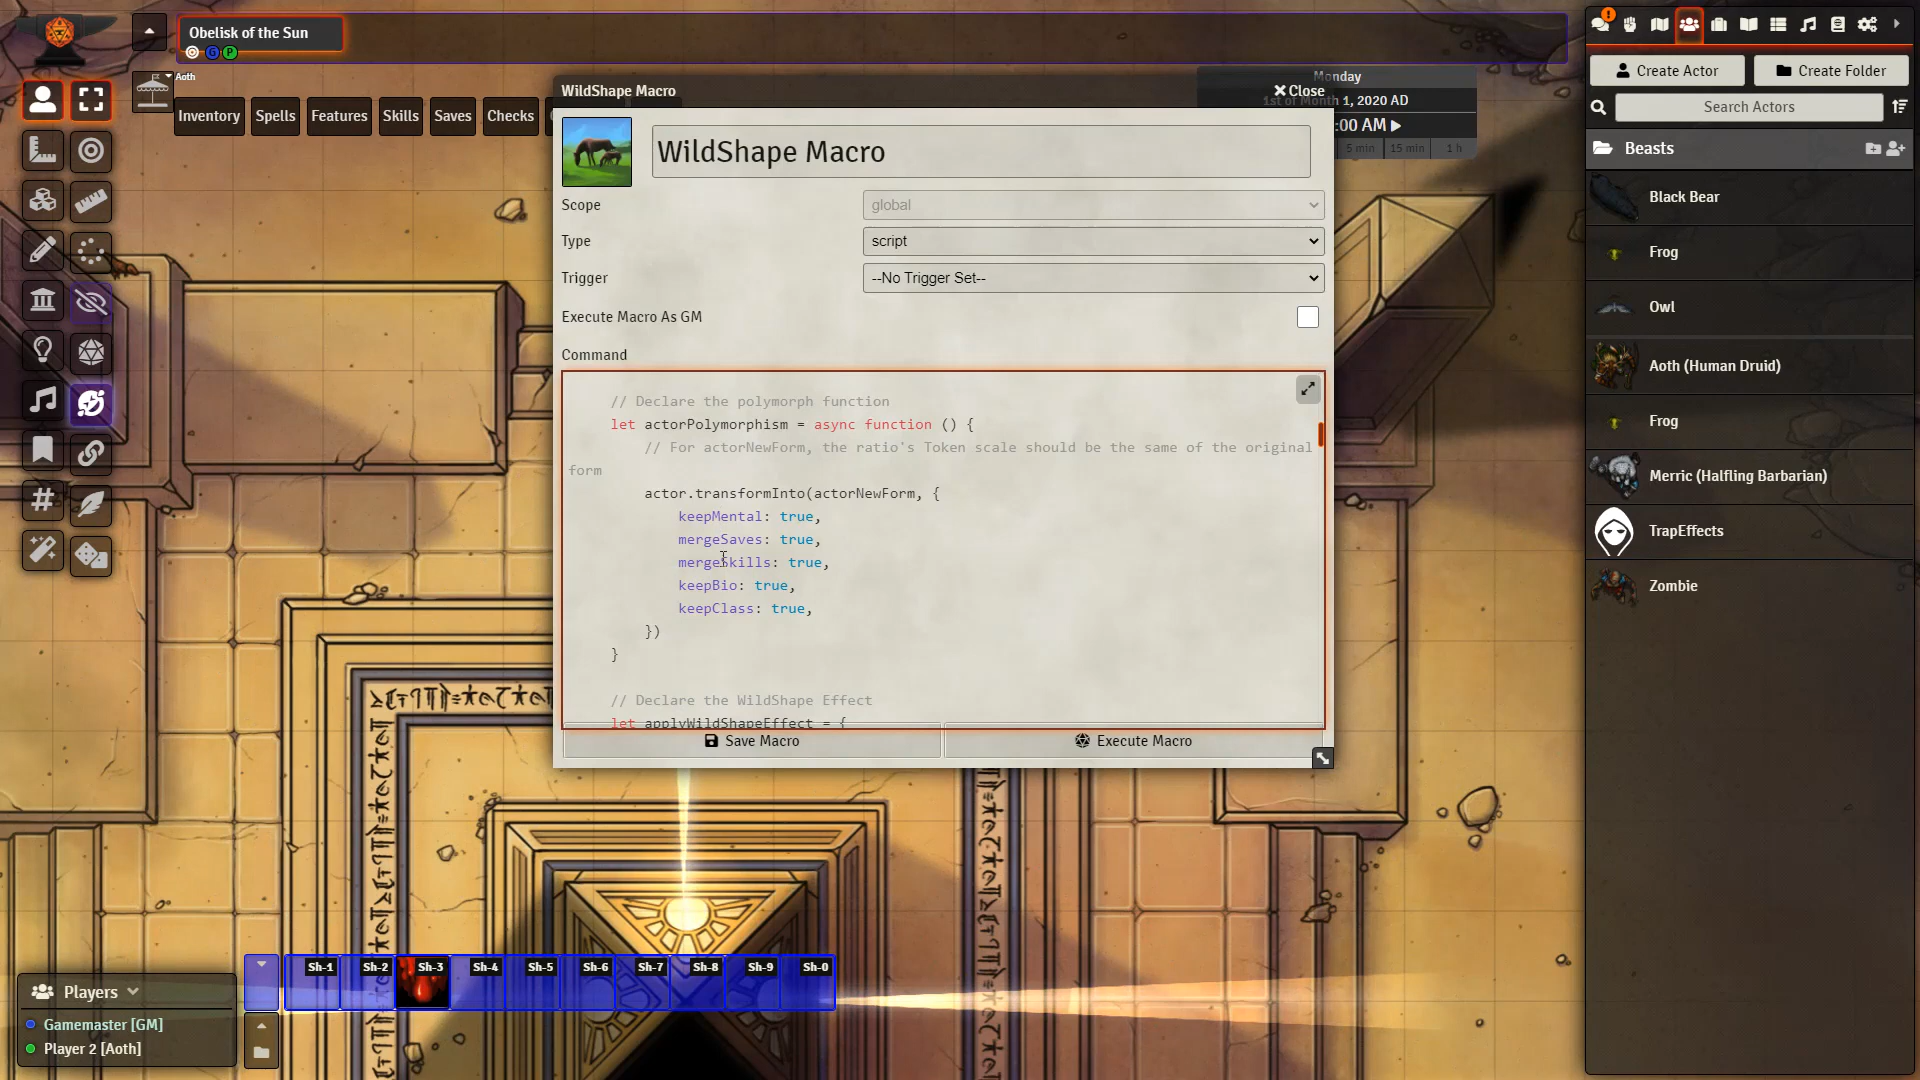 Obelisk of the Sun
G P
Aoth
Inventory
Spells
Features
Skills
Saves
Checks
WildShape Macro
Close
Monday
1st of Month 1, 2020 AD
:00 AM
5 min
15 min
1 h
WildShape Macro
Scope
global
Type
script
Trigger
--No Trigger Set--
Execute Macro As GM
Command
// Declare the polymorph function
let actorPolymorphism = async function () {
// For actorNewForm, the ratio's Token scale should be the same of the original
form
actor.transformInto(actorNewForm, {
keepMental: true,
mergeSaves: true,
mergeSkills: true,
keepBio: true,
keepClass: true,
})
}
// Declare the WildShape Effect
let applyWildShapeEffect = {
Save Macro
Execute Macro
Create Actor
Create Folder
Search Actors
Beasts
Black Bear
Frog
Owl
Aoth (Human Druid)
Frog
Merric (Halfling Barbarian)
TrapEffects
Zombie
Sh-1
Sh-2
Sh-3
Sh-4
Sh-5
Sh-6
Sh-7
Sh-8
Sh-9
Sh-0
Players
Gamemaster [GM]
Player 2 [Aoth]